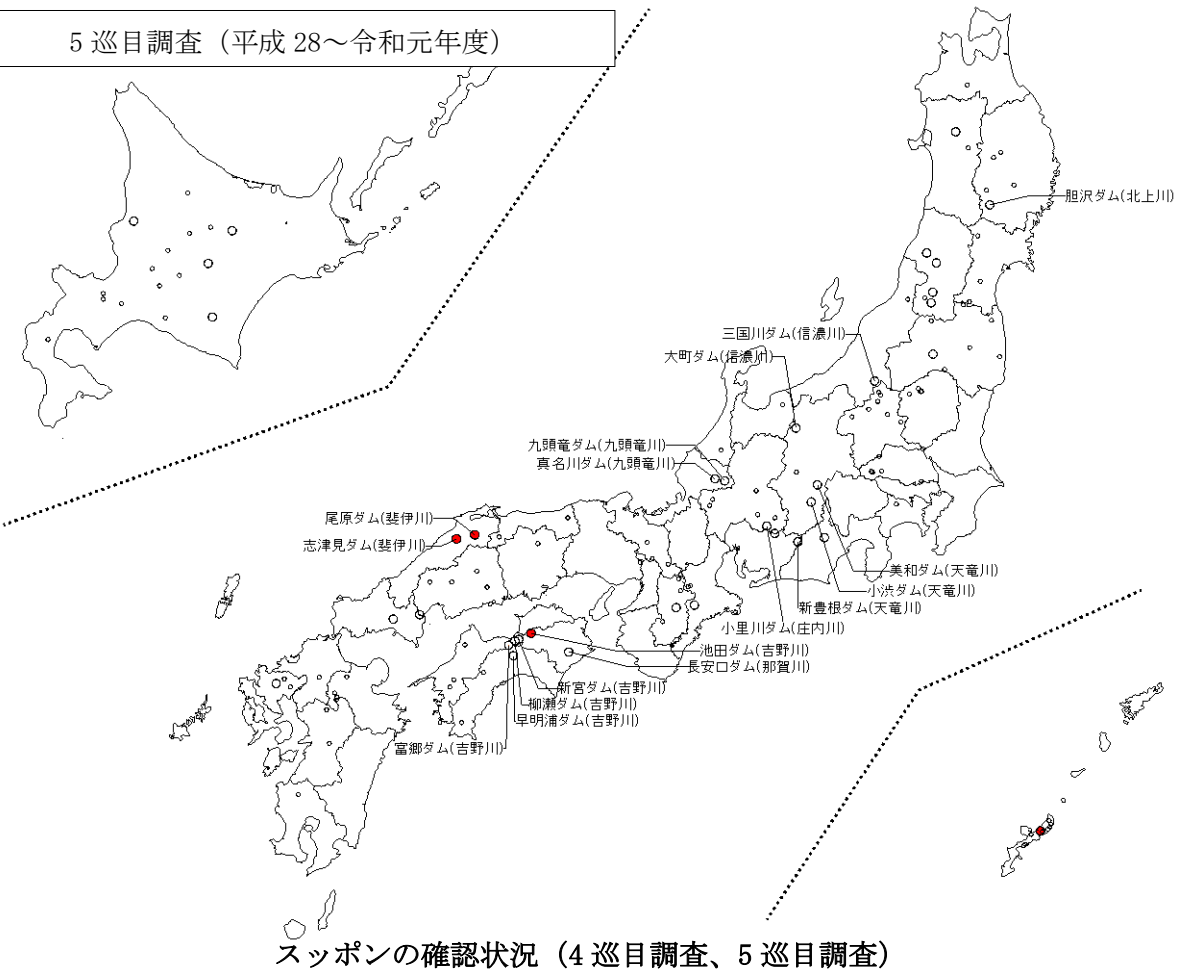 5 巡目調査（平成 28～令和元年度）
胆沢ダム(北上川)
三国川ダム(信濃川)
大町ダム(信濃川)
九頭竜ダム(九頭竜川)
真名川ダム(九頭竜川)
尾原ダム(斐伊川)
志津見ダム(斐伊川)
美和ダム(天竜川)
小渋ダム(天竜川)
新豊根ダム(天竜川)
小里川ダム(庄内川)
池田ダム(吉野川)
長安口ダム(那賀川)
新宮ダム(吉野川)
柳瀬ダム(吉野川)
早明浦ダム(吉野川)
富郷ダム(吉野川)
スッポンの確認状況（4 巡目調査、5 巡目調査）